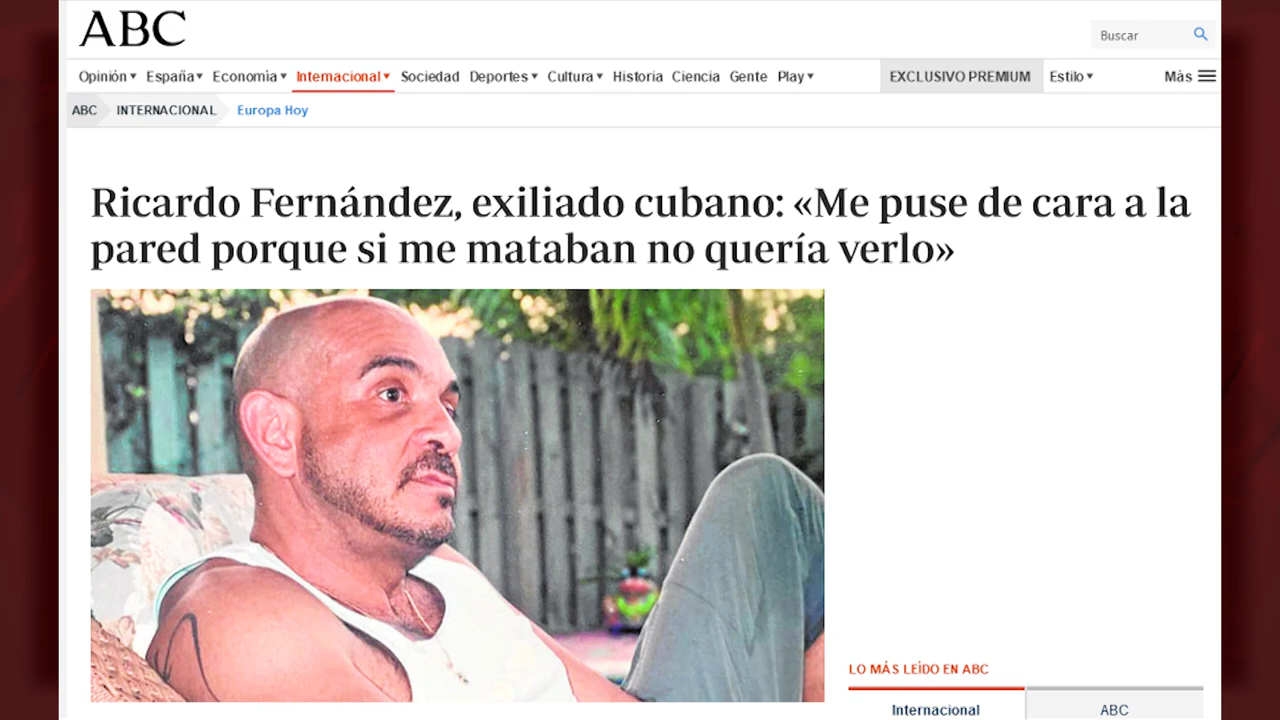 ABC
Buscar
Opinión España Economía Internacional Sociedad Deportes Cultura Historia Ciencia Gente Play EXCLUSIVO PREMIUM Estilo Más
ABC INTERNACIONAL Europa Hoy
Ricardo Fernández, exiliado cubano: «Me puse de cara a la
pared porque si me mataban no quería verlo»
LO MÁS LEÍDO EN ABC
Internacional ABC